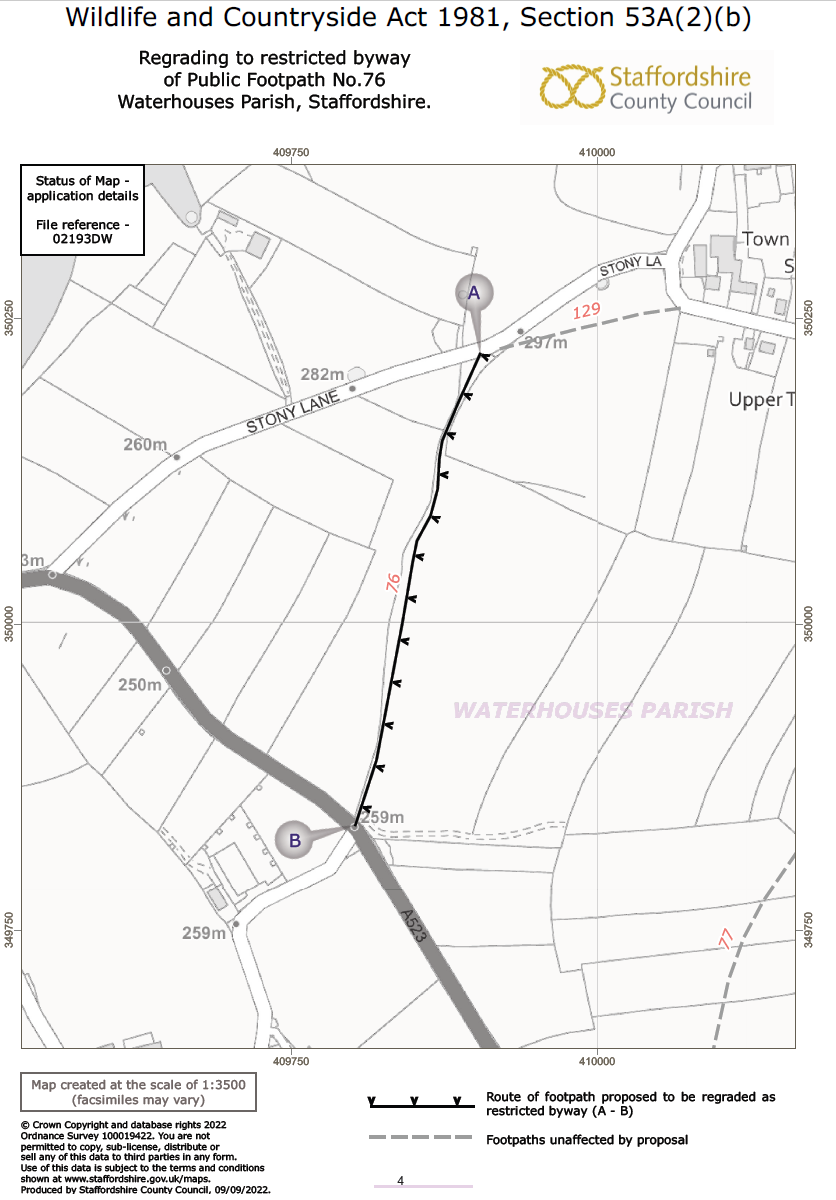 Wildlife and Countryside Act 1981, Section 53A(2)(b)
Regrading to restricted byway
of Public Footpath No.76
Waterhouses Parish, Staffordshire.
Staffordshire
County Council
409750
410000
Status of Map -
application details
File reference -
02193DW
Town
S
STONY LA
A
129
350250
350250
297m
282m
STONY LANE
Upper T
260m
3m
76
350000
350000
250m
WATERHOUSES PARISH
259m
B
A523
259m
77
349750
349750
409750
410000
Map created at the scale of 1:3500
(facsimiles may vary)
Route of footpath proposed to be regraded as
restricted byway (A - B)
Footpaths unaffected by proposal
© Crown Copyright and database rights 2022
Ordnance Survey 100019422. You are not
permitted to copy, sub-license, distribute or
sell any of this data to third parties in any form.
Use of this data is subject to the terms and conditions
shown at www.staffordshire.gov.uk/maps.
Produced by Staffordshire County Council, 09/09/2022.
4